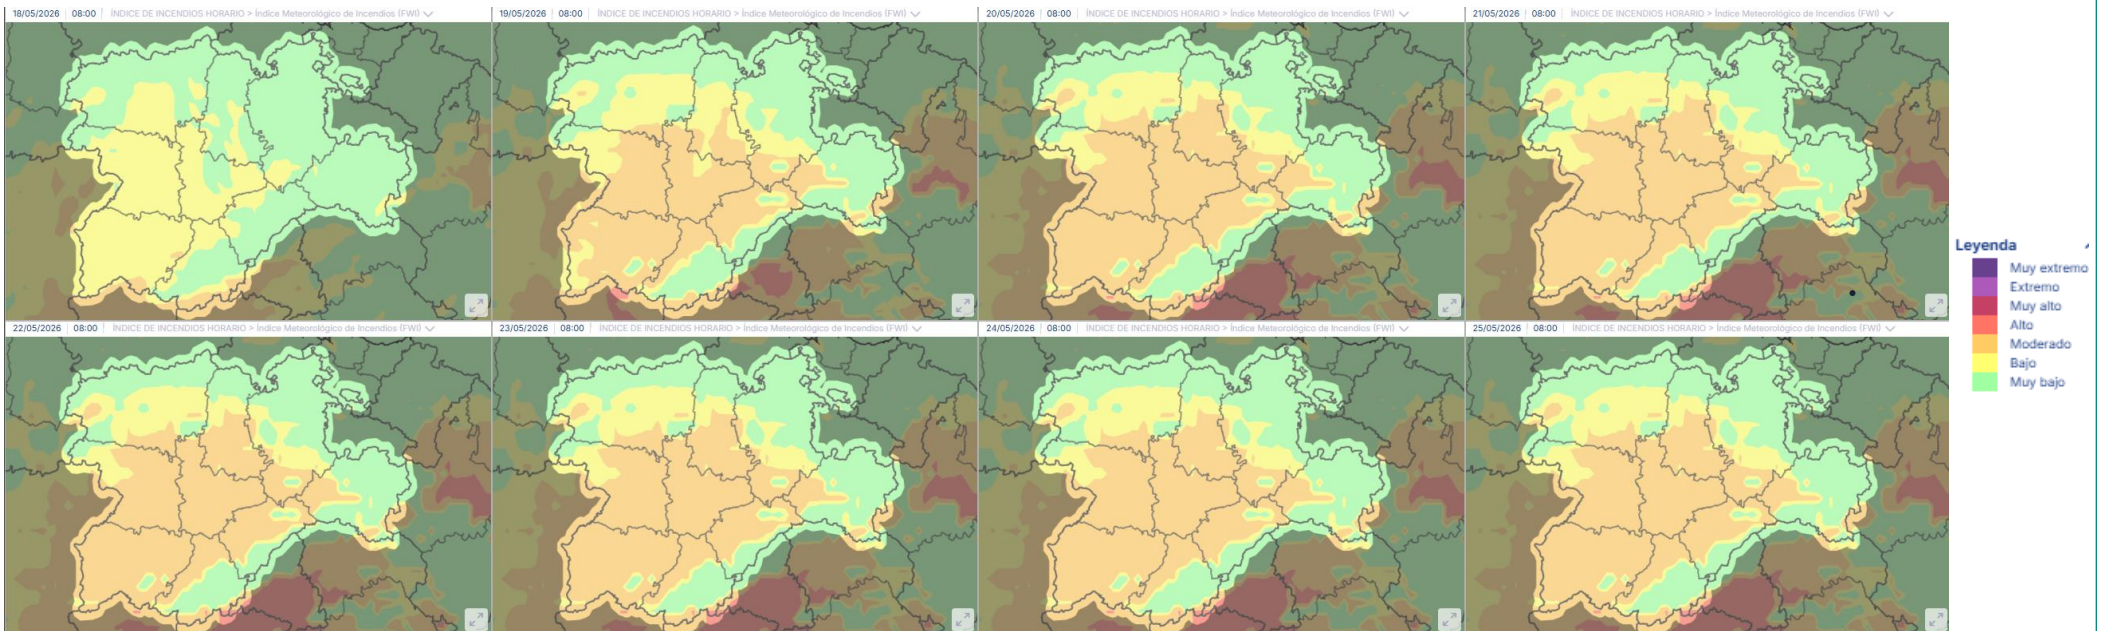 18/05/2026 08:00 ÍNDICE DE INCENDIOS HORARIO > Índice Meteorológico de Incendios (FWI)
19/05/2026 08:00 ÍNDICE DE INCENDIOS HORARIO > Índice Meteorológico de Incendios (FWI)
20/05/2026 08:00 ÍNDICE DE INCENDIOS HORARIO > Índice Meteorológico de Incendios (FWI)
21/05/2026 08:00 ÍNDICE DE INCENDIOS HORARIO > Índice Meteorológico de Incendios (FWI)
22/05/2026 08:00 ÍNDICE DE INCENDIOS HORARIO > Índice Meteorológico de Incendios (FWI)
23/05/2026 08:00 ÍNDICE DE INCENDIOS HORARIO > Índice Meteorológico de Incendios (FWI)
24/05/2026 08:00 ÍNDICE DE INCENDIOS HORARIO > Índice Meteorológico de Incendios (FWI)
25/05/2026 08:00 ÍNDICE DE INCENDIOS HORARIO > Índice Meteorológico de Incendios (FWI)
Leyenda
Muy extremo
Extremo
Muy alto
Alto
Moderado
Bajo
Muy bajo